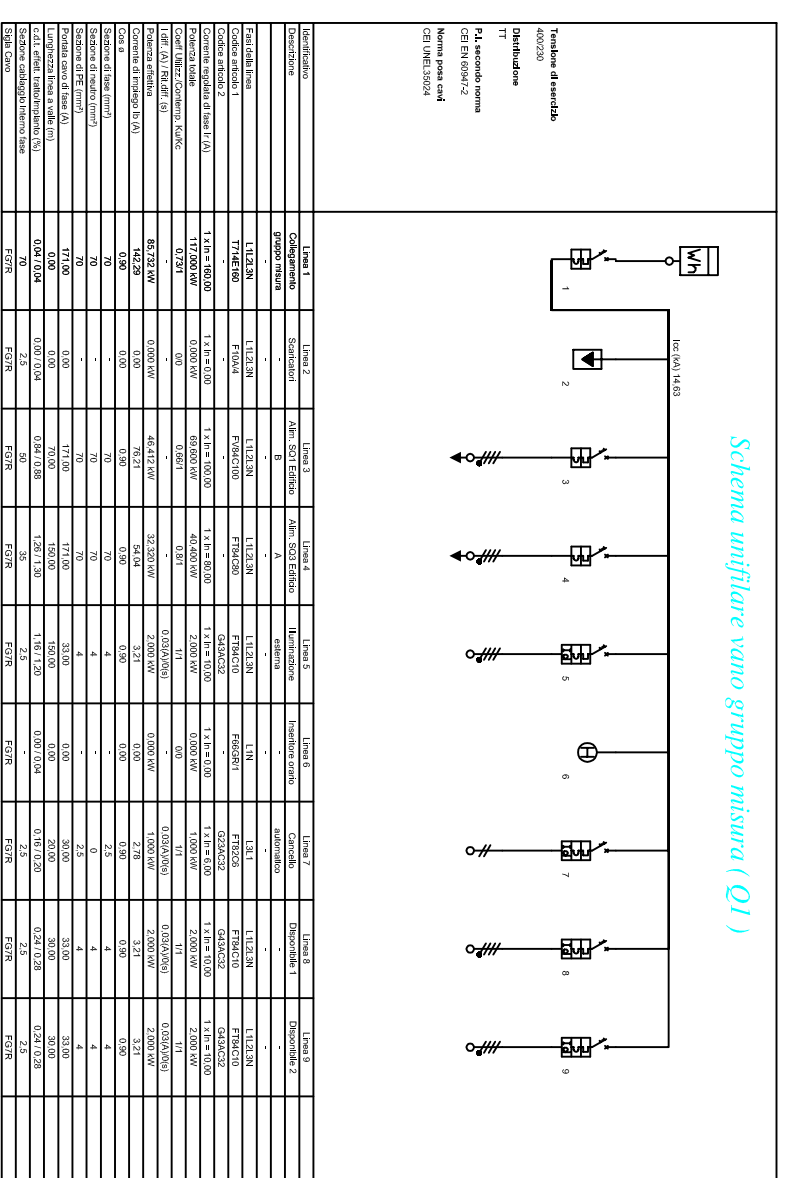 Schema unifilare vano gruppo misura ( Q1 )
Tensione di esercizio
400/230
Distribuzione
TT
P.I. secondo norma
CEI EN 60947-2
Norma posa cavi
CEI UNEL35024
Wh
Icc (kA) 14,63
H
1 2 3 4 5 6 7 8 9
Identificativo Linea 1 Linea 2 Linea 3 Linea 4 Linea 5 Linea 6 Linea 7 Linea 8 Linea 9
Descrizione Collegamento Scaricatori Alim. SQ1 Edificio Alim. SQ3 Edificio Illuminazione Inseritore orario Cancello Disponibile 1 Disponibile 2
gruppo misura - B A esterna - automatico - -
- - - - - - - - -
Fasi della linea L1L2L3N L1L2L3N L1L2L3N L1L2L3N L1L2L3N L1N L3L1 L1L2L3N L1L2L3N
Codice articolo 1 T714E160 F10A/4 FV84C100 FT84C80 FT84C10 F66GR/1 FT82C6 FT84C10 FT84C10
Codice articolo 2 - - - - G43AC32 - G23AC32 G43AC32 G43AC32
Corrente regolata di fase Ir (A) 1 x In = 160,00 1 x In = 0,00 1 x In = 100,00 1 x In = 80,00 1 x In = 10,00 1 x In = 0,00 1 x In = 6,00 1 x In = 10,00 1 x In = 10,00
Potenza totale 117,000 kW 0,000 kW 69,600 kW 40,400 kW 2,000 kW 0,000 kW 1,000 kW 2,000 kW 2,000 kW
Coeff Utilizz./Contemp. Ku/Kc 0,73/1 0/0 0,66/1 0,8/1 1/1 0/0 1/1 1/1 1/1
I diff. (A) / Rit.diff. (s) - - - - 0,03(A)/0(s) - 0,03(A)/0(s) 0,03(A)/0(s) 0,03(A)/0(s)
Potenza effettiva 85,732 kW 0,000 kW 46,412 kW 32,320 kW 2,000 kW 0,000 kW 1,000 kW 2,000 kW 2,000 kW
Corrente di impiego Ib (A) 142,29 0,00 76,21 54,04 3,21 0,00 2,78 3,21 3,21
Cos ø 0,90 0,00 0,90 0,90 0,90 0,00 0,90 0,90 0,90
Sezione di fase (mm²) 70 - 70 70 4 - 2,5 4 4
Sezione di neutro (mm²) 70 - 70 70 4 - 0 4 4
Sezione di PE (mm²) 70 - 70 70 4 - 2,5 4 4
Portata cavo di fase (A) 171,00 0,00 171,00 171,00 33,00 0,00 30,00 33,00 33,00
Lunghezza linea a valle (m) 0,00 0,00 70,00 150,00 150,00 0,00 20,00 30,00 30,00
c.d.t. effett. tratto/impianto (%) 0,04 / 0,04 0,00 / 0,04 0,84 / 0,88 1,26 / 1,30 1,16 / 1,20 0,00 / 0,04 0,16 / 0,20 0,24 / 0,28 0,24 / 0,28
Sezione cablaggio interno fase 70 2,5 50 35 2,5 - 2,5 2,5 2,5
Sigla Cavo FG7R FG7R FG7R FG7R FG7R FG7R FG7R FG7R FG7R